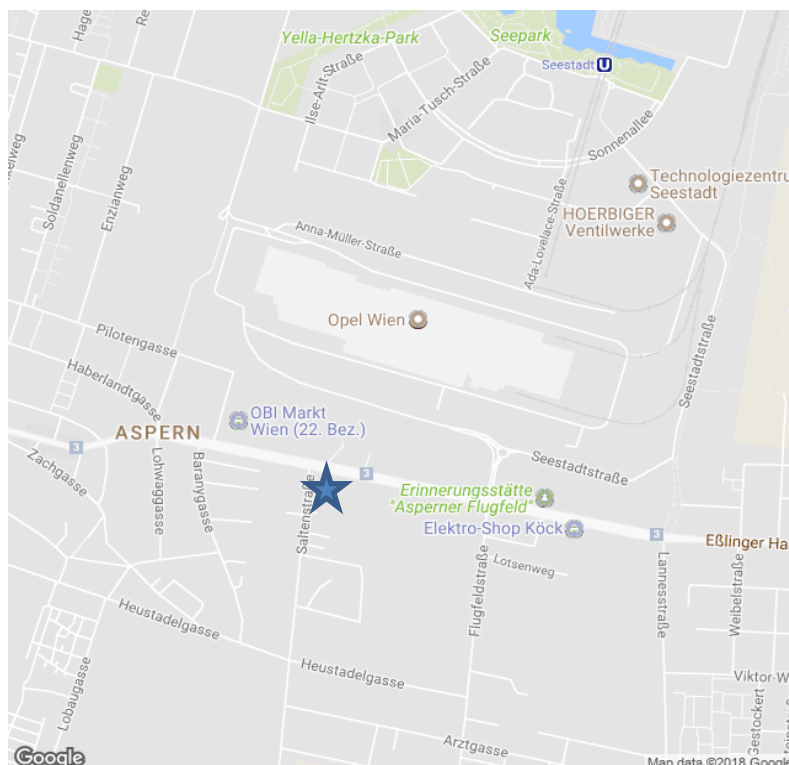 Yella-Hertzka-Park
Seepark
Seestadt U
Ilse-Arlt-Straße
Maria-Tusch-Straße
Sonnenallee
Soldanellenweg
Enzianweg
Technologiezentru
Seestadt
HOERBIGER
Ventilwerke
Ada-Lovelace-Straße
Anna-Müller-Straße
Opel Wien
Pilotengasse
Haberlandtgasse
Seestadtstraße
OBI Markt
Wien (22. Bez.)
ASPERN
3
Zachgasse
Lohwaggasse
Baranygasse
Saltenstraße
3
Seestadtstraße
Erinnerungsstätte
"Asperner Flugfeld"
Elektro-Shop Köck
3
Eßlinger Ha
Lotsenweg
Flugfeldstraße
Lannesstraße
Weibelstraße
Heustadelgasse
Heustadelgasse
Lobaugasse
Viktor-W
Gestockert
Arztgasse
Google
Map data ©2018 Google